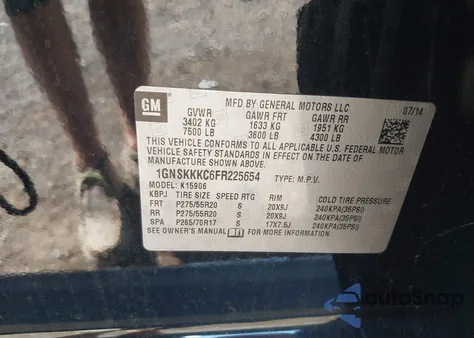 GM
MFD BY GENERAL MOTORS LLC
07/14
GVWR GAWR FRT GAWR RR
3402 KG 1633 KG 1951 KG
7500 LB 3600 LB 4300 LB
THIS VEHICLE CONFORMS TO ALL APPLICABLE U.S. FEDERAL MOTOR
VEHICLE SAFETY STANDARDS IN EFFECT ON THE DATE OF
MANUFACTURE SHOWN ABOVE.
1GNSKKKC6FR225654 TYPE: M.P.V.
MODEL: K15906
KBPJ TIRE SIZE SPEED RTG RIM COLD TIRE PRESSURE
FRT P275/55R20 S 20X9J 240KPA(35PSI)
RR P275/55R20 S 20X9J 240KPA(35PSI)
SPA P265/70R17 S 17X7.5J 240KPA(35PSI)
SEE OWNER'S MANUAL FOR MORE INFORMATION.
AutoSnap